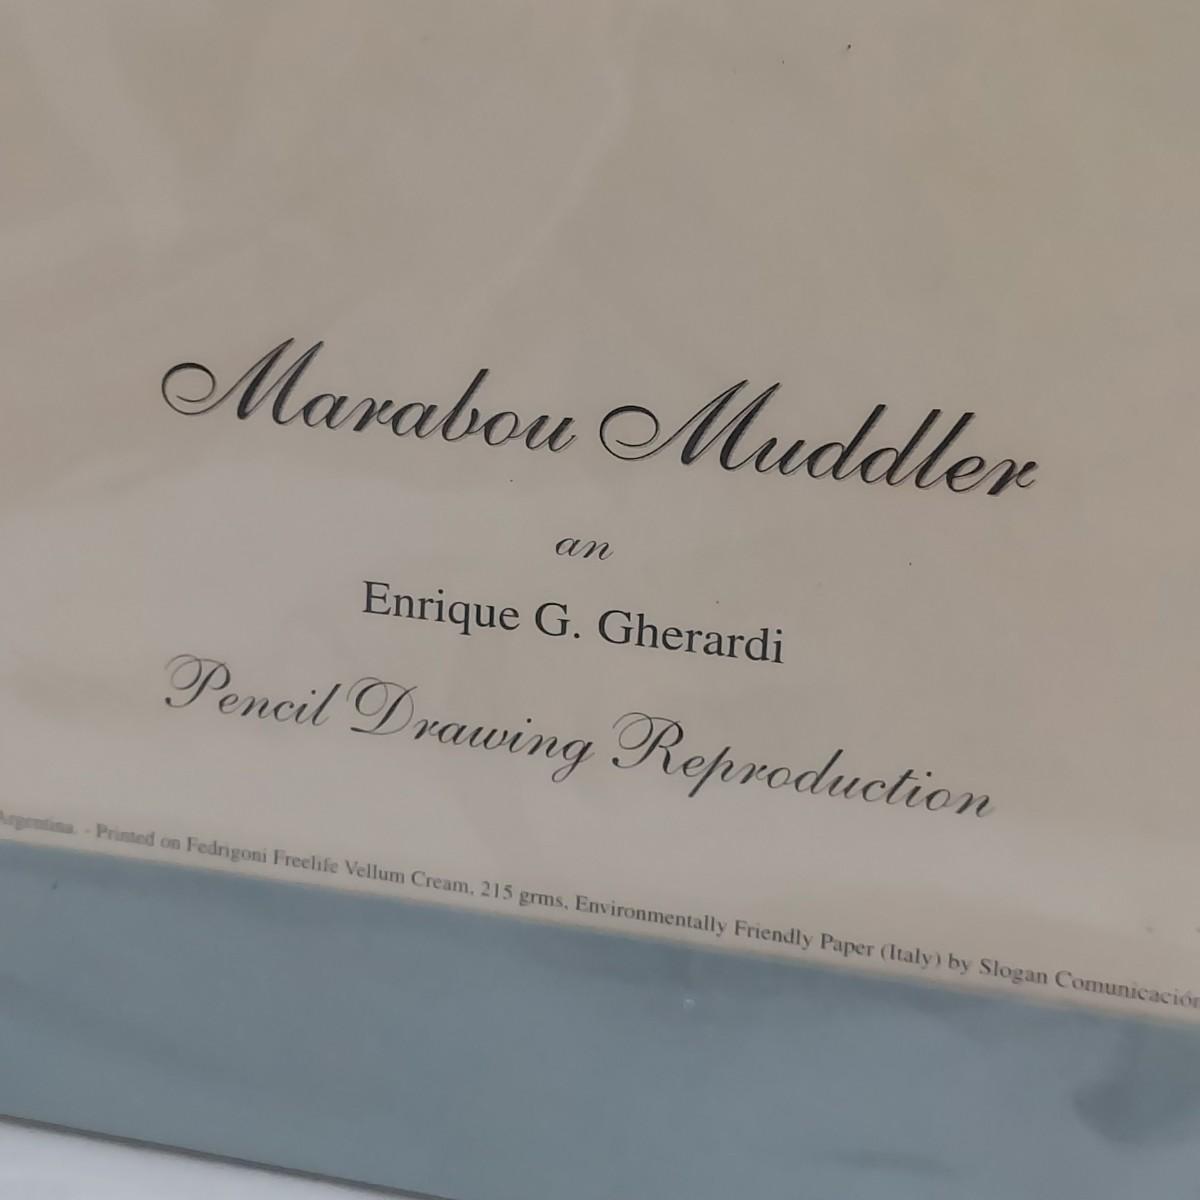 Marabou Muddler
an
Enrique G. Gherardi
Pencil Drawing Reproduction
Argentina. - Printed on Fedrigoni Freelife Vellum Cream, 215 grms, Environmentally Friendly Paper (Italy) by Slogan Comunicación